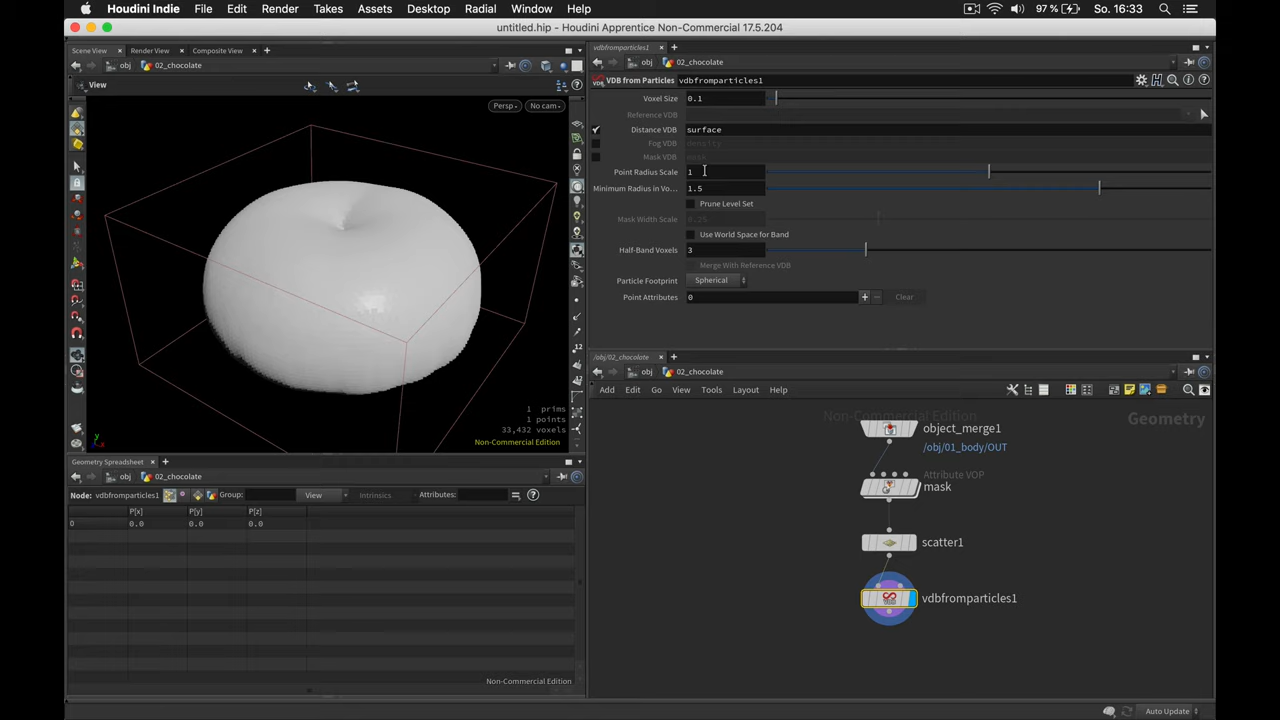 Houdini Indie File Edit Render Takes Assets Desktop Radial Window Help 97 % So. 16:33
untitled.hip - Houdini Apprentice Non-Commercial 17.5.204
Scene View Render View Composite View
obj 02_chocolate
View
Persp No cam
1 prims
1 points
33,432 voxels
Non-Commercial Edition
Geometry Spreadsheet
obj 02_chocolate
Node: vdbfromparticles1 Group: View Intrinsics Attributes:
P[x] P[y] P[z]
0 0.0 0.0 0.0
Non-Commercial Edition
vdbfromparticles1
obj 02_chocolate
VDB from Particles vdbfromparticles1
Voxel Size 0.1
Reference VDB
Distance VDB surface
Fog VDB density
Mask VDB mask
Point Radius Scale 1
Minimum Radius in Vo... 1.5
Prune Level Set
Mask Width Scale 0.25
Use World Space for Band
Half-Band Voxels 3
Merge With Reference VDB
Particle Footprint Spherical
Point Attributes 0 Clear
/obj/02_chocolate
obj 02_chocolate
Add Edit Go View Tools Layout Help
Non-Commercial Edition
Geometry
object_merge1
/obj/01_body/OUT
Attribute VOP
mask
scatter1
vdbfromparticles1
Auto Update